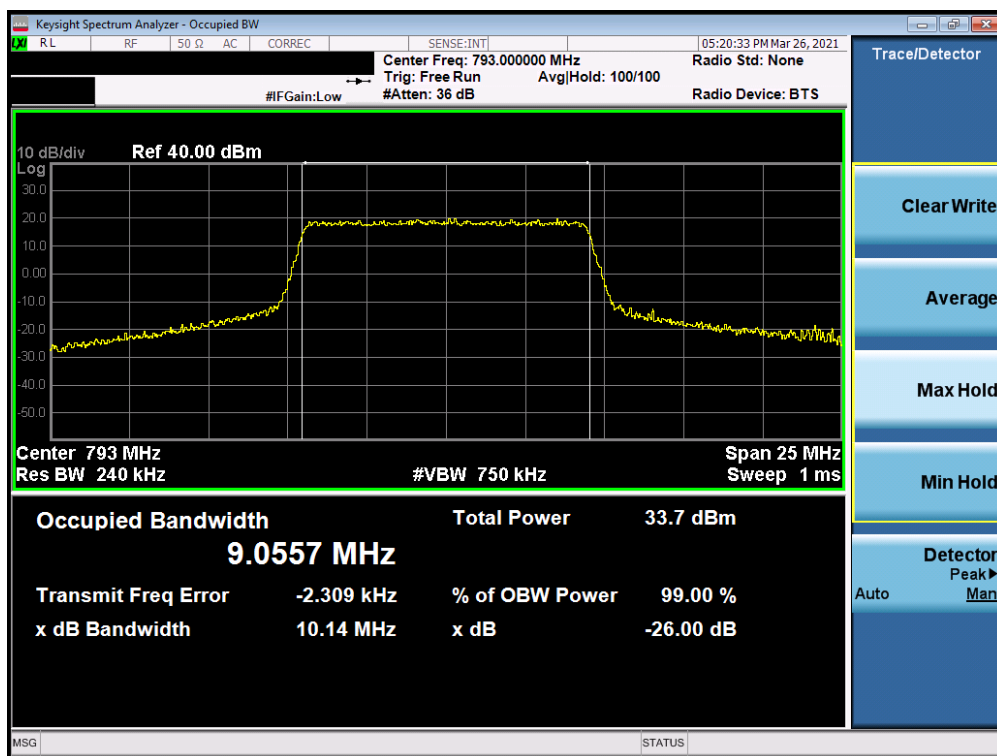 Keysight Spectrum Analyzer - Occupied BW
LXI RL RF 50 Ω AC CORREC SENSE:INT 05:20:33 PM Mar 26, 2021
Center Freq: 793.000000 MHz Radio Std: None
Trig: Free Run Avg|Hold: 100/100
#IFGain:Low #Atten: 36 dB Radio Device: BTS
10 dB/div Ref 40.00 dBm
Log
30.0
20.0
10.0
0.00
-10.0
-20.0
-30.0
-40.0
-50.0
Center 793 MHz Span 25 MHz
Res BW 240 kHz #VBW 750 kHz Sweep 1 ms
Occupied Bandwidth Total Power 33.7 dBm
9.0557 MHz
Transmit Freq Error -2.309 kHz % of OBW Power 99.00 %
x dB Bandwidth 10.14 MHz x dB -26.00 dB
MSG STATUS
Trace/Detector
Clear Write
Average
Max Hold
Min Hold
Detector
Peak▶
Auto Man